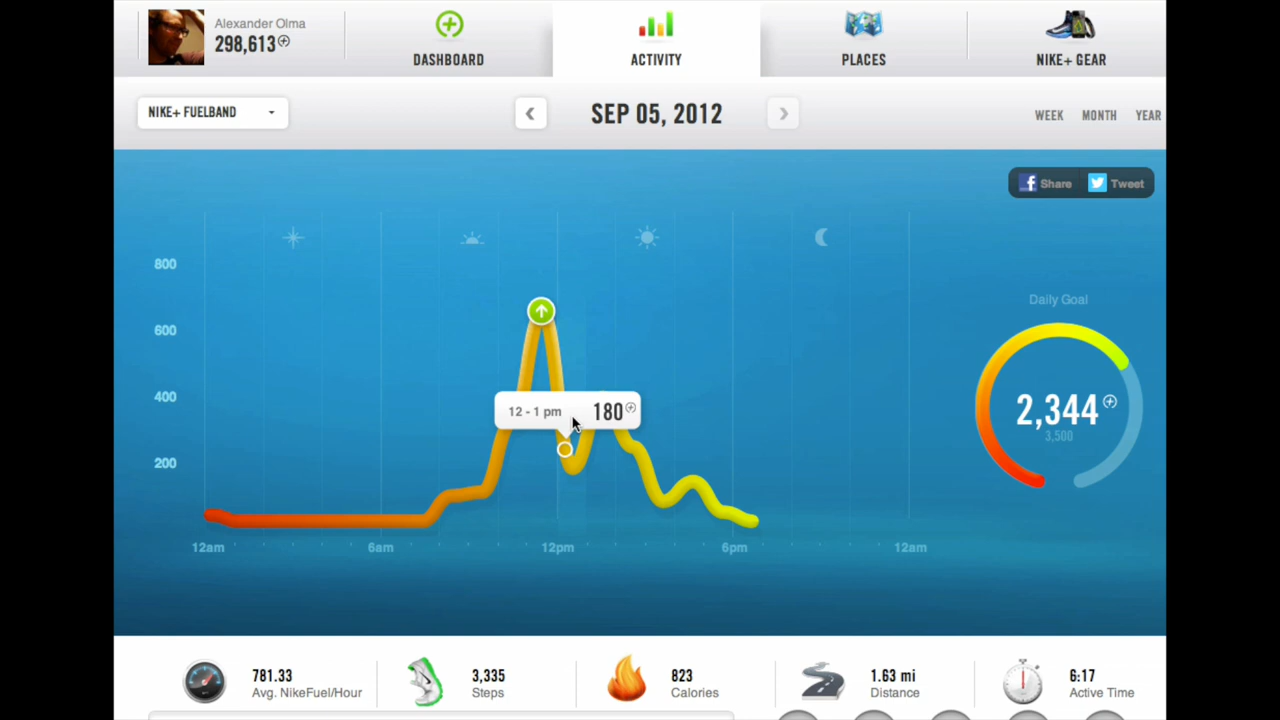 Alexander Olma
298,613
DASHBOARD
ACTIVITY
PLACES
NIKE+ GEAR
NIKE+ FUELBAND
SEP 05, 2012
WEEK MONTH YEAR
Share Tweet
800
600
400
200
12 - 1 pm 180
Daily Goal
2,344
3,500
12am 6am 12pm 6pm 12am
781.33
Avg. NikeFuel/Hour
3,335
Steps
823
Calories
1.63 mi
Distance
6:17
Active Time